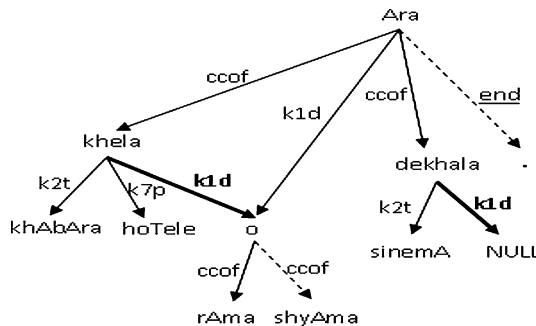 Ara
ccof
k1d
ccof
end
khela
dekhala
.
k2t
k7p
k1d
k2t
k1d
khAbAra
hoTele
o
sinemA
NULL
ccof
ccof
rAma
shyAma